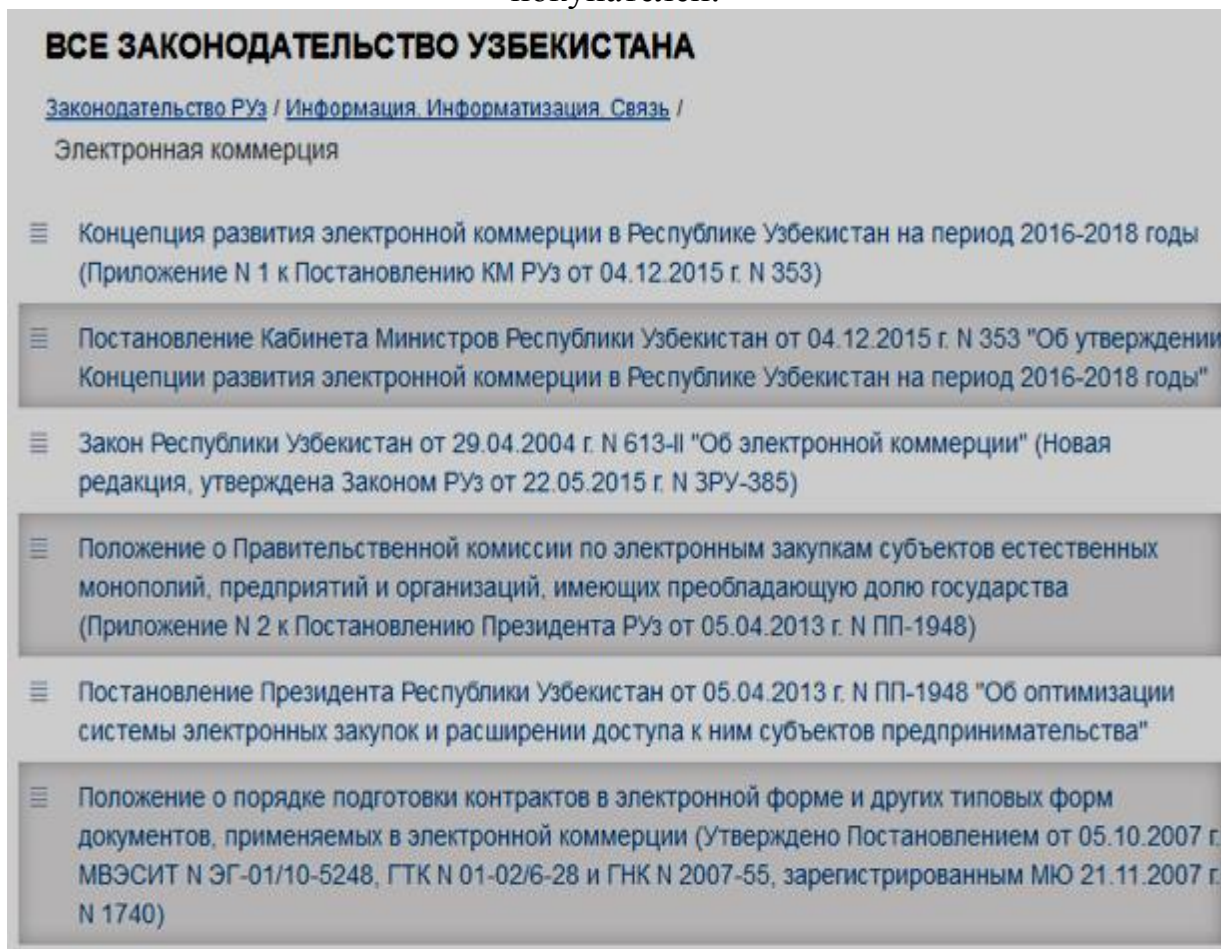 покупателей.
ВСЕ ЗАКОНОДАТЕЛЬСТВО УЗБЕКИСТАНА
Законодательство РУз / Информация. Информатизация. Связь /
Электронная коммерция
Концепция развития электронной коммерции в Республике Узбекистан на период 2016-2018 годы
(Приложение N 1 к Постановлению КМ РУз от 04.12.2015 г. N 353)
Постановление Кабинета Министров Республики Узбекистан от 04.12.2015 г. N 353 "Об утверждении
Концепции развития электронной коммерции в Республике Узбекистан на период 2016-2018 годы"
Закон Республики Узбекистан от 29.04.2004 г. N 613-II "Об электронной коммерции" (Новая
редакция, утверждена Законом РУз от 22.05.2015 г. N ЗРУ-385)
Положение о Правительственной комиссии по электронным закупкам субъектов естественных
монополий, предприятий и организаций, имеющих преобладающую долю государства
(Приложение N 2 к Постановлению Президента РУз от 05.04.2013 г. N ПП-1948)
Постановление Президента Республики Узбекистан от 05.04.2013 г. N ПП-1948 "Об оптимизации
системы электронных закупок и расширении доступа к ним субъектов предпринимательства"
Положение о порядке подготовки контрактов в электронной форме и других типовых форм
документов, применяемых в электронной коммерции (Утверждено Постановлением от 05.10.2007 г.
МВЭСИТ N ЭГ-01/10-5248, ГТК N 01-02/6-28 и ГНК N 2007-55, зарегистрированным МЮ 21.11.2007 г.
N 1740)